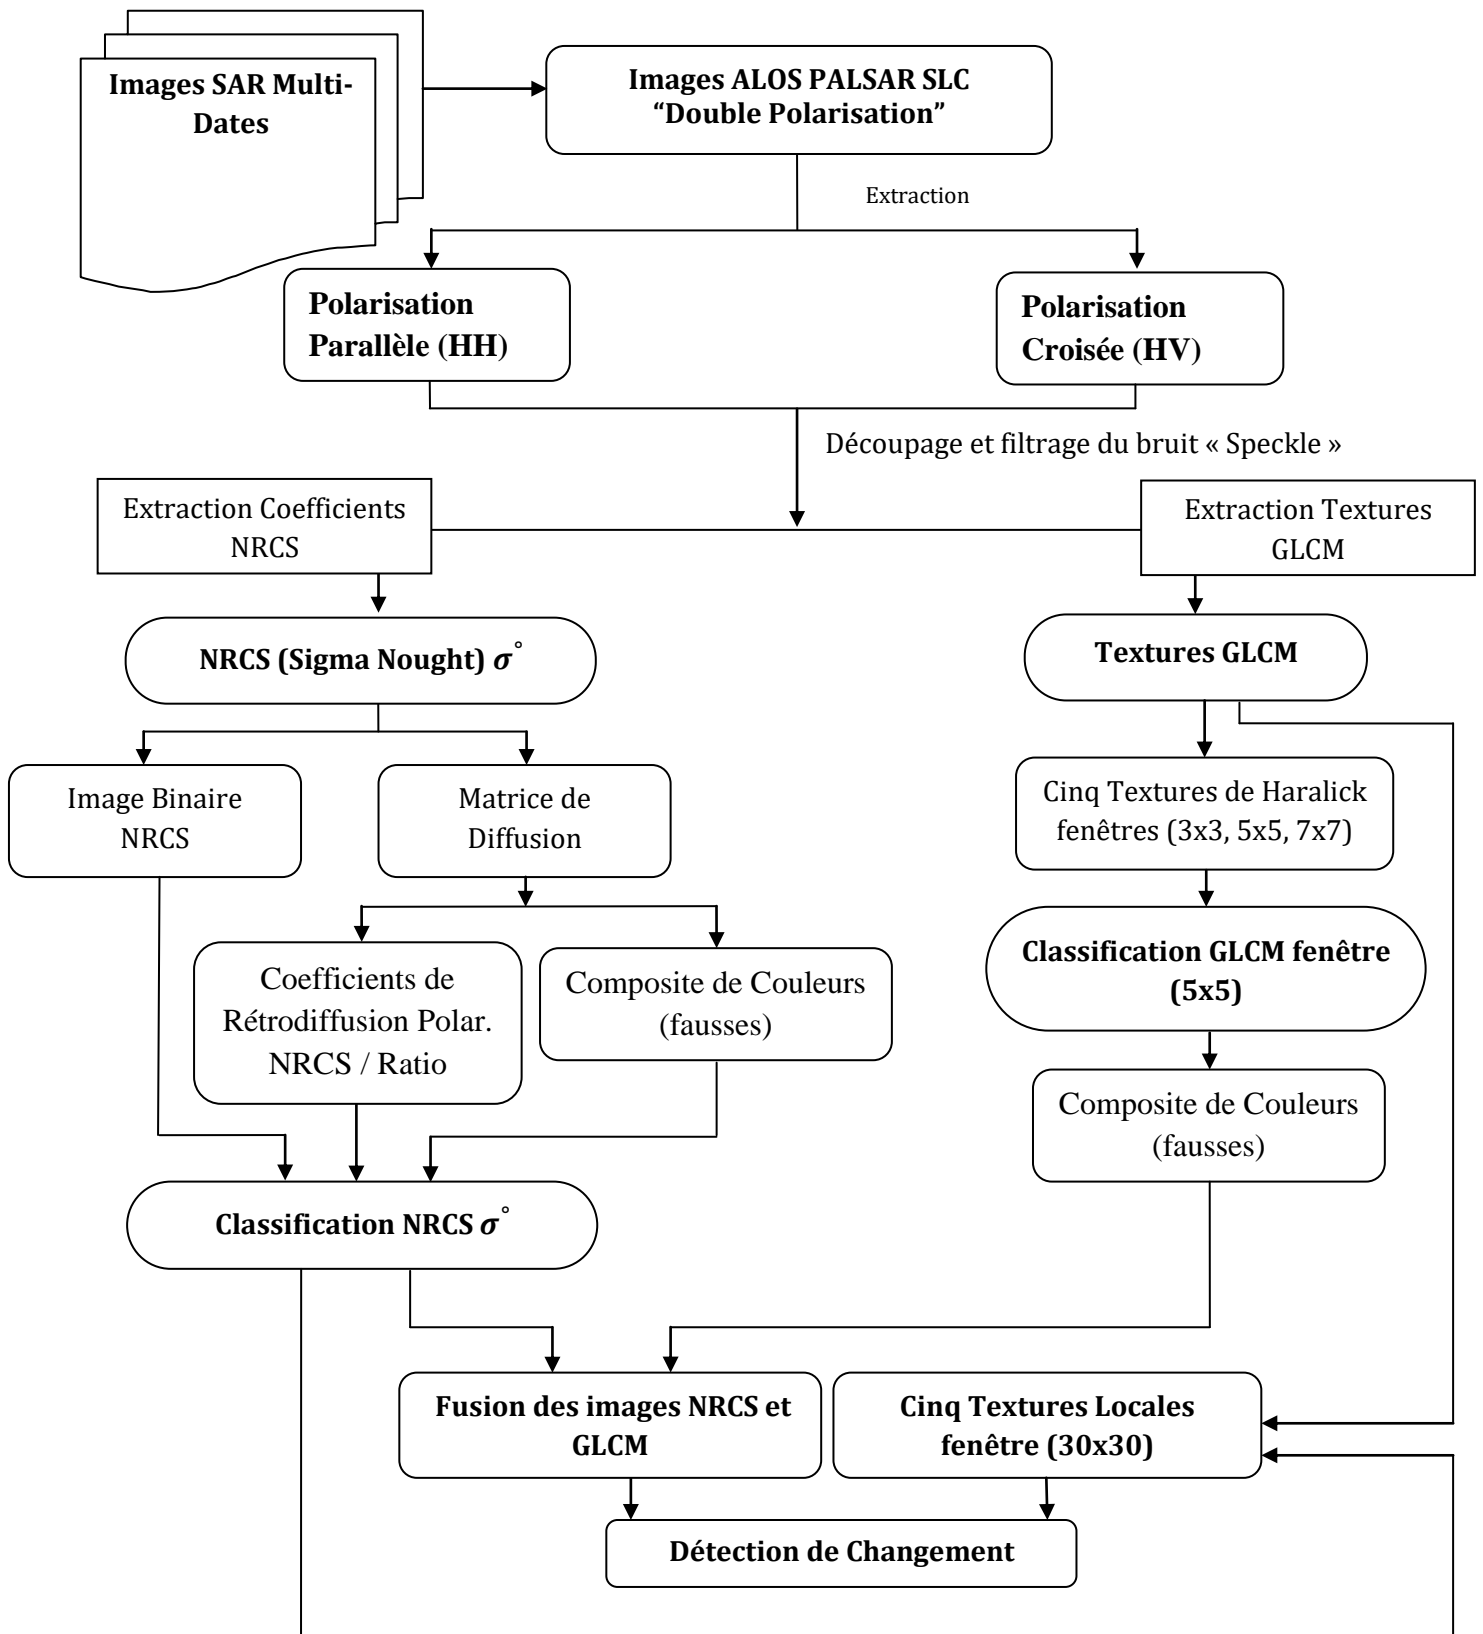 Images SAR Multi-
Dates
Images ALOS PALSAR SLC
“Double Polarisation”
Extraction
Polarisation
Parallèle (HH)
Polarisation
Croisée (HV)
Découpage et filtrage du bruit « Speckle »
Extraction Coefficients
NRCS
Extraction Textures
GLCM
NRCS (Sigma Nought) σ°
Textures GLCM
Image Binaire
NRCS
Matrice de
Diffusion
Cinq Textures de Haralick
fenêtres (3x3, 5x5, 7x7)
Coefficients de
Rétrodiffusion Polar.
NRCS / Ratio
Composite de Couleurs
(fausses)
Classification GLCM fenêtre
(5x5)
Composite de Couleurs
(fausses)
Classification NRCS σ°
Fusion des images NRCS et
GLCM
Cinq Textures Locales
fenêtre (30x30)
Détection de Changement